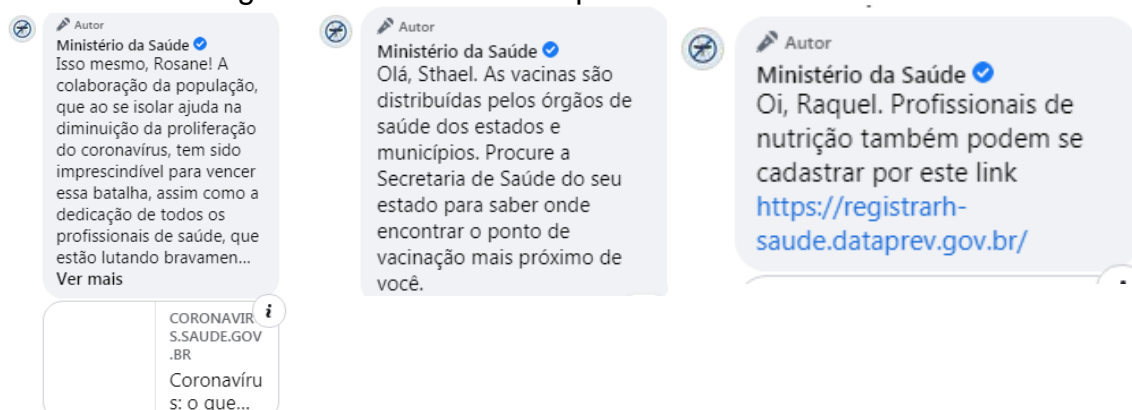 Autor
Ministério da Saúde
Isso mesmo, Rosane! A
colaboração da população,
que ao se isolar ajuda na
diminuição da proliferação
do coronavírus, tem sido
imprescindível para vencer
essa batalha, assim como a
dedicação de todos os
profissionais de saúde, que
estão lutando bravamen...
Ver mais
i
CORONAVIR
S.SAUDE.GOV
.BR
Coronavíru
s: o que...
Autor
Ministério da Saúde
Olá, Sthael. As vacinas são
distribuídas pelos órgãos de
saúde dos estados e
municípios. Procure a
Secretaria de Saúde do seu
estado para saber onde
encontrar o ponto de
vacinação mais próximo de
você.
Autor
Ministério da Saúde
Oi, Raquel. Profissionais de
nutrição também podem se
cadastrar por este link
https://registrarh-
saude.dataprev.gov.br/